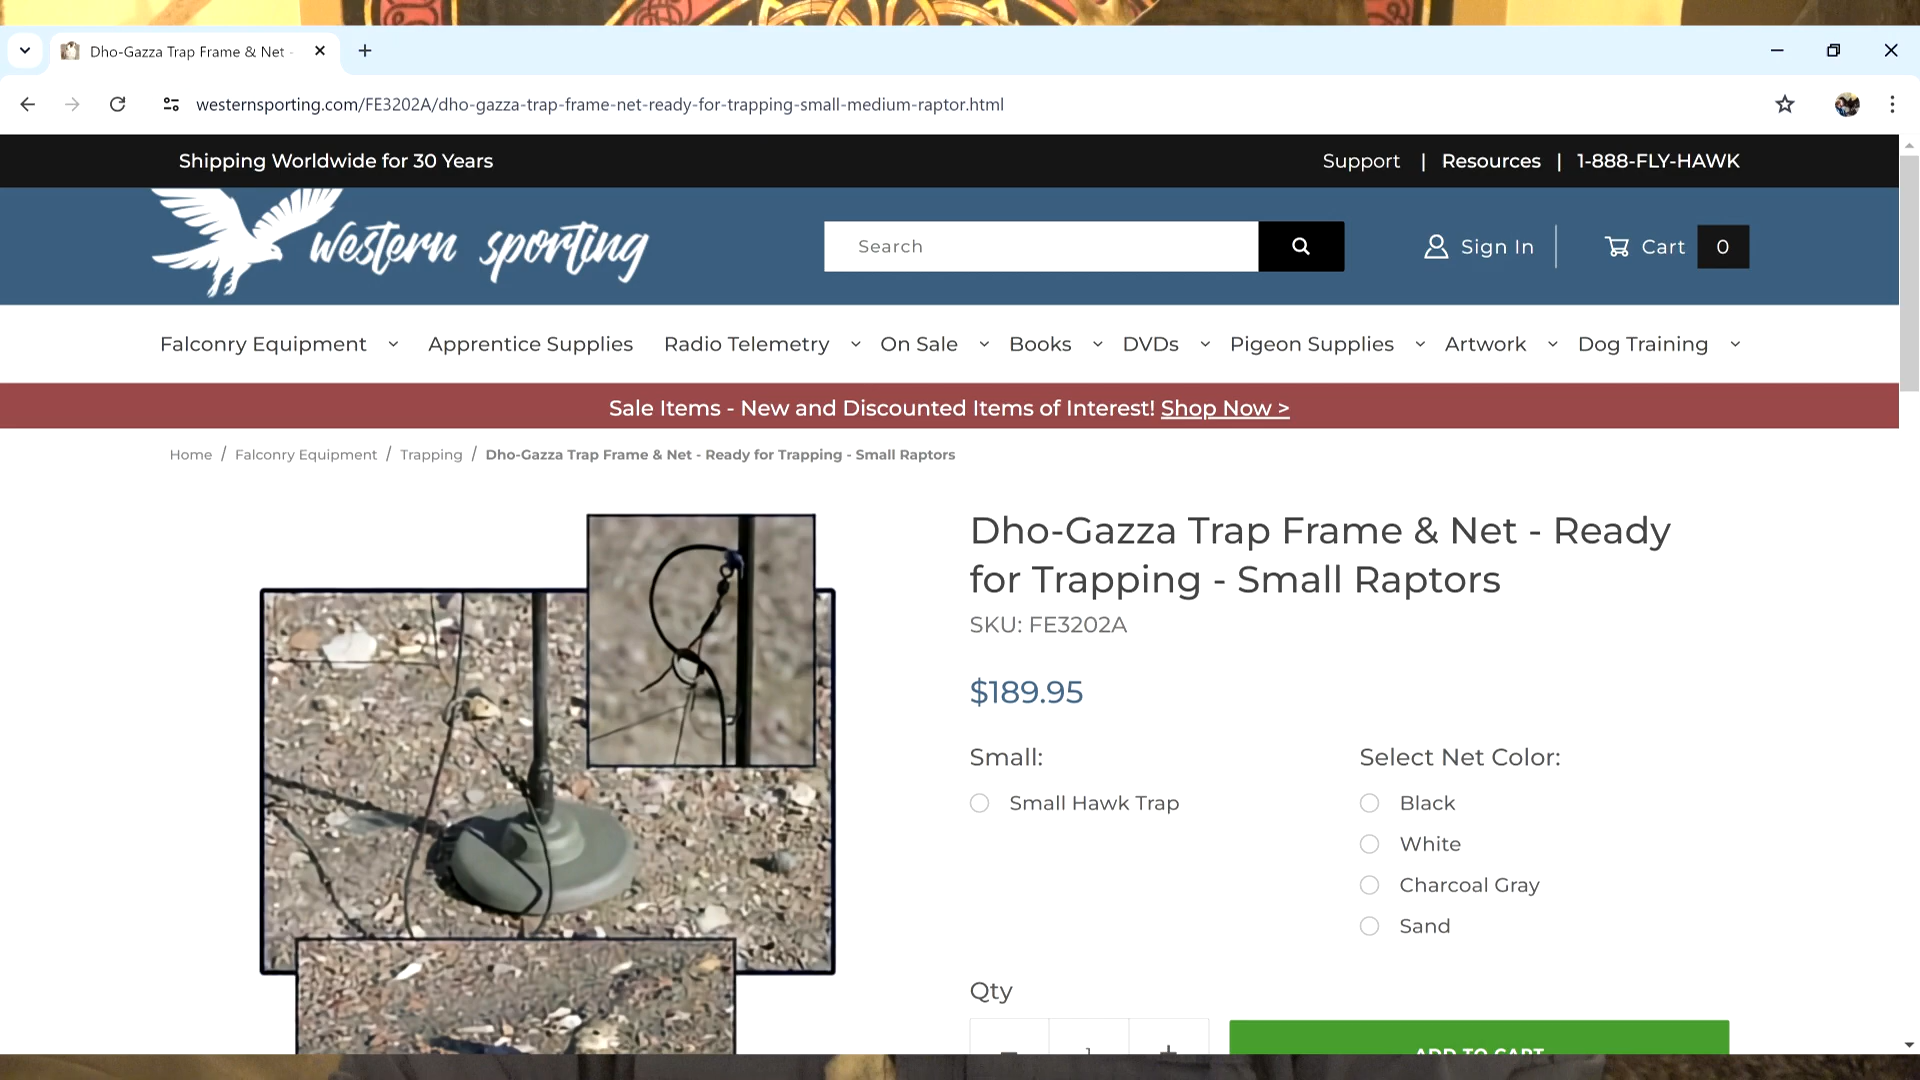 Dho-Gazza Trap Frame & Net -
westernsporting.com/FE3202A/dho-gazza-trap-frame-net-ready-for-trapping-small-medium-raptor.html
Shipping Worldwide for 30 Years
Support | Resources | 1-888-FLY-HAWK
western sporting
Search
Sign In
Cart 0
Falconry Equipment Apprentice Supplies Radio Telemetry On Sale Books DVDs Pigeon Supplies Artwork Dog Training
Sale Items - New and Discounted Items of Interest! Shop Now >
Home / Falconry Equipment / Trapping / Dho-Gazza Trap Frame & Net - Ready for Trapping - Small Raptors
Dho-Gazza Trap Frame & Net - Ready
for Trapping - Small Raptors
SKU: FE3202A
$189.95
Small:
Small Hawk Trap
Select Net Color:
Black
White
Charcoal Gray
Sand
Qty
- 1 +
ADD TO CART